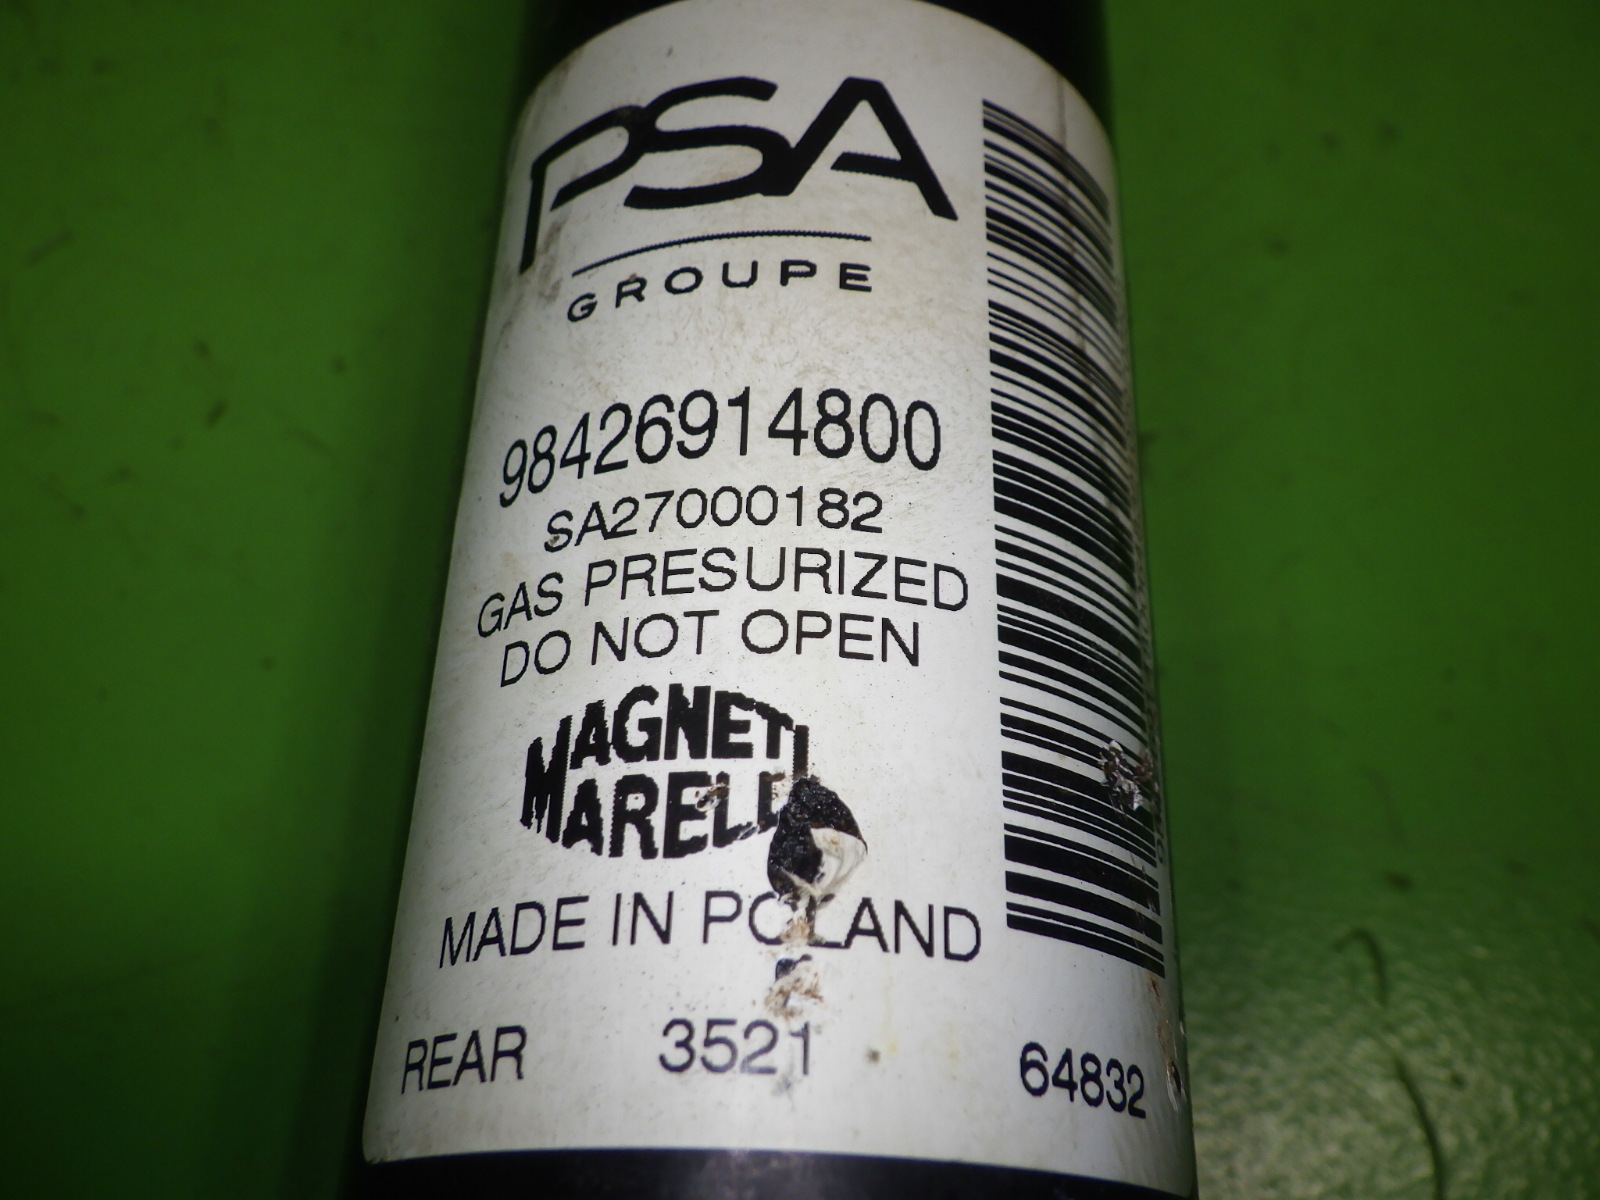 PSA
GROUPE
98426914800
SA27000182
GAS PRESURIZED
DO NOT OPEN
MAGNETI
MARELLI
MADE IN POLAND
REAR 3521 64832